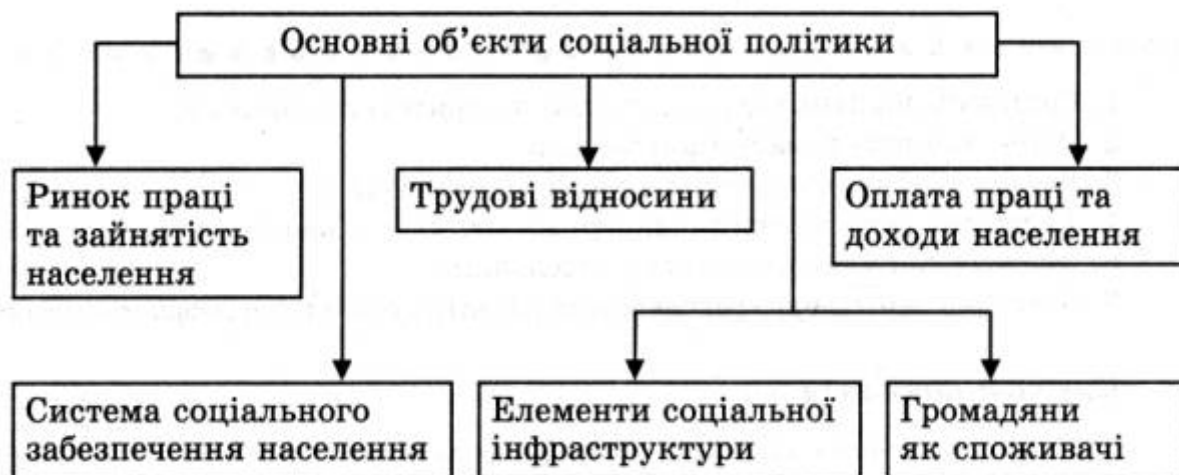 Основні об’єкти соціальної політики
Ринок праці
та зайнятість
населення
Трудові відносини
Оплата праці та
доходи населення
Система соціального
забезпечення населення
Елементи соціальної
інфраструктури
Громадяни
як споживачі